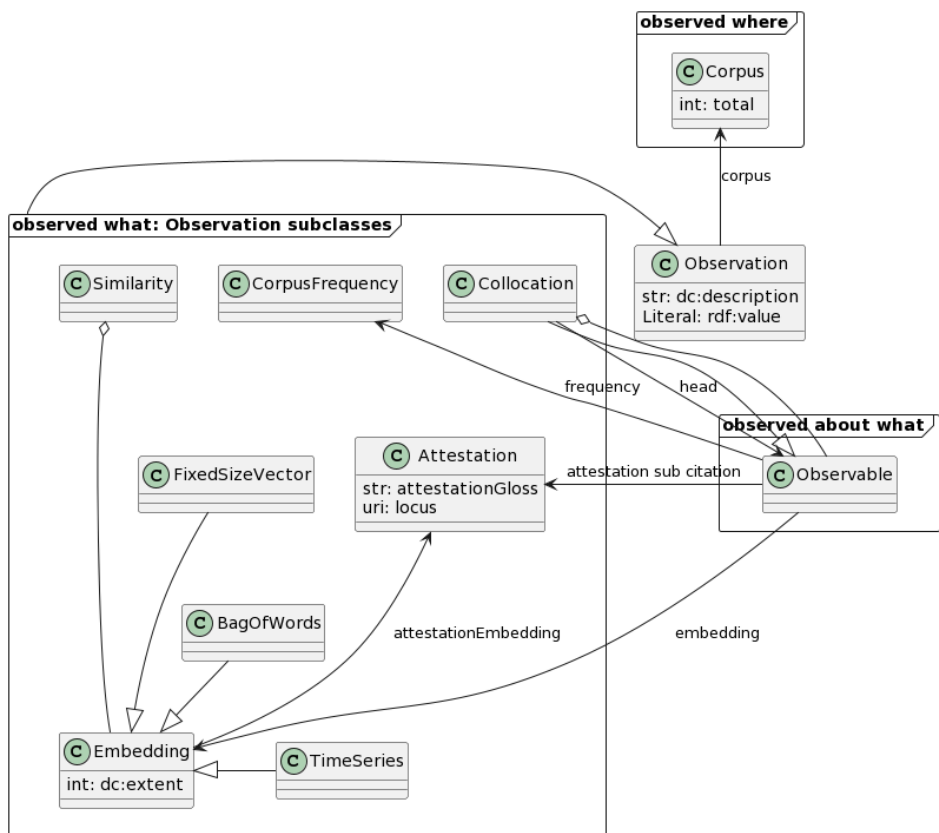 observed where
C Corpus
int: total
corpus
observed what: Observation subclasses
C Observation
str: dc:description
Literal: rdf:value
C Similarity
C CorpusFrequency
C Collocation
frequency
head
observed about what
C Attestation
str: attestationGloss
uri: locus
attestation sub citation
C Observable
C FixedSizeVector
C BagOfWords
attestationEmbedding
embedding
C Embedding
int: dc:extent
C TimeSeries